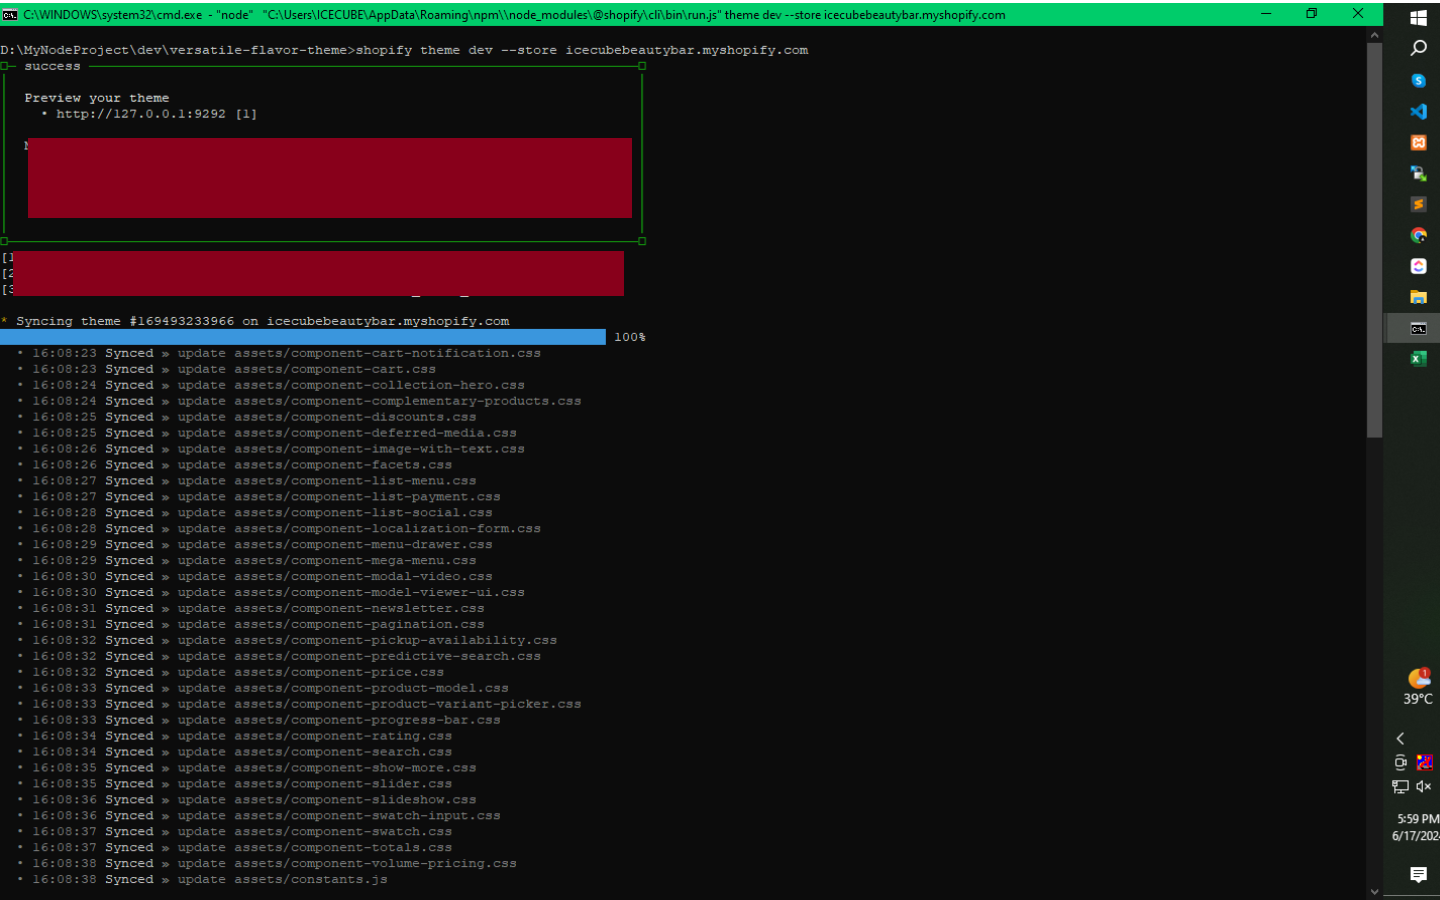 C:\WINDOWS\system32\cmd.exe - "node" "C:\Users\ICECUBE\AppData\Roaming\npm\\node_modules\@shopify\cli\bin\run.js" theme dev --store icecubebeautybar.myshopify.com
D:\MyNodeProject\dev\versatile-flavor-theme>shopify theme dev --store icecubebeautybar.myshopify.com
success
Preview your theme
• http://127.0.0.1:9292 [1]
[1
[2
[3
* Syncing theme #169493233966 on icecubebeautybar.myshopify.com
100%
• 16:08:23 Synced » update assets/component-cart-notification.css
• 16:08:23 Synced » update assets/component-cart.css
• 16:08:24 Synced » update assets/component-collection-hero.css
• 16:08:24 Synced » update assets/component-complementary-products.css
• 16:08:25 Synced » update assets/component-discounts.css
• 16:08:25 Synced » update assets/component-deferred-media.css
• 16:08:26 Synced » update assets/component-image-with-text.css
• 16:08:26 Synced » update assets/component-facets.css
• 16:08:27 Synced » update assets/component-list-menu.css
• 16:08:27 Synced » update assets/component-list-payment.css
• 16:08:28 Synced » update assets/component-list-social.css
• 16:08:28 Synced » update assets/component-localization-form.css
• 16:08:29 Synced » update assets/component-menu-drawer.css
• 16:08:29 Synced » update assets/component-mega-menu.css
• 16:08:30 Synced » update assets/component-modal-video.css
• 16:08:30 Synced » update assets/component-model-viewer-ui.css
• 16:08:31 Synced » update assets/component-newsletter.css
• 16:08:31 Synced » update assets/component-pagination.css
• 16:08:32 Synced » update assets/component-pickup-availability.css
• 16:08:32 Synced » update assets/component-predictive-search.css
• 16:08:32 Synced » update assets/component-price.css
• 16:08:33 Synced » update assets/component-product-model.css
• 16:08:33 Synced » update assets/component-product-variant-picker.css
• 16:08:33 Synced » update assets/component-progress-bar.css
• 16:08:34 Synced » update assets/component-rating.css
• 16:08:34 Synced » update assets/component-search.css
• 16:08:35 Synced » update assets/component-show-more.css
• 16:08:35 Synced » update assets/component-slider.css
• 16:08:36 Synced » update assets/component-slideshow.css
• 16:08:36 Synced » update assets/component-swatch-input.css
• 16:08:37 Synced » update assets/component-swatch.css
• 16:08:37 Synced » update assets/component-totals.css
• 16:08:38 Synced » update assets/component-volume-pricing.css
• 16:08:38 Synced » update assets/constants.js
1
39°C
5:59 PM
6/17/202